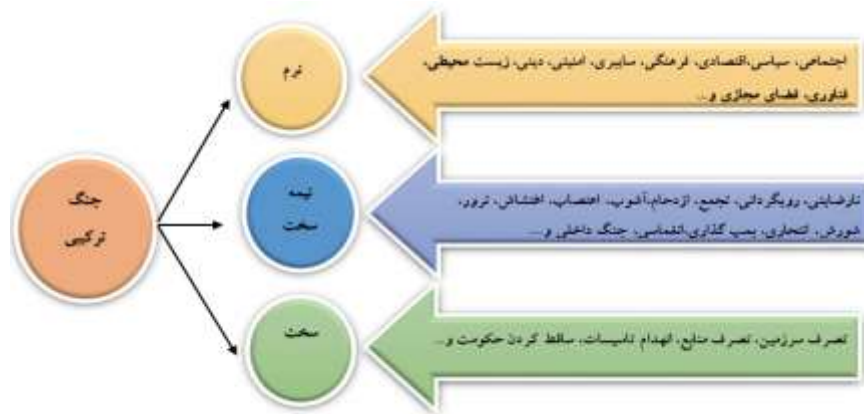 جنگ
ترکیبی
نرم
اجتماعی، سیاسی،اقتصادی، فرهنگی، سایبری، امنیتی، دینی، زیست محیطی،
فناوری، فضای مجازی و...
نیمه
سخت
نارضایتی، رویگردانی، تجمع، ازدحام،آشوب، اعتصاب، اغتشاش، ترور،
شورش، انتحاری، بمب گذاری،انغماسی، جنگ داخلی و...
سخت
تصرف سرزمین، تصرف منابع، انهدام تاسیسات، ساقط کردن حکومت و...